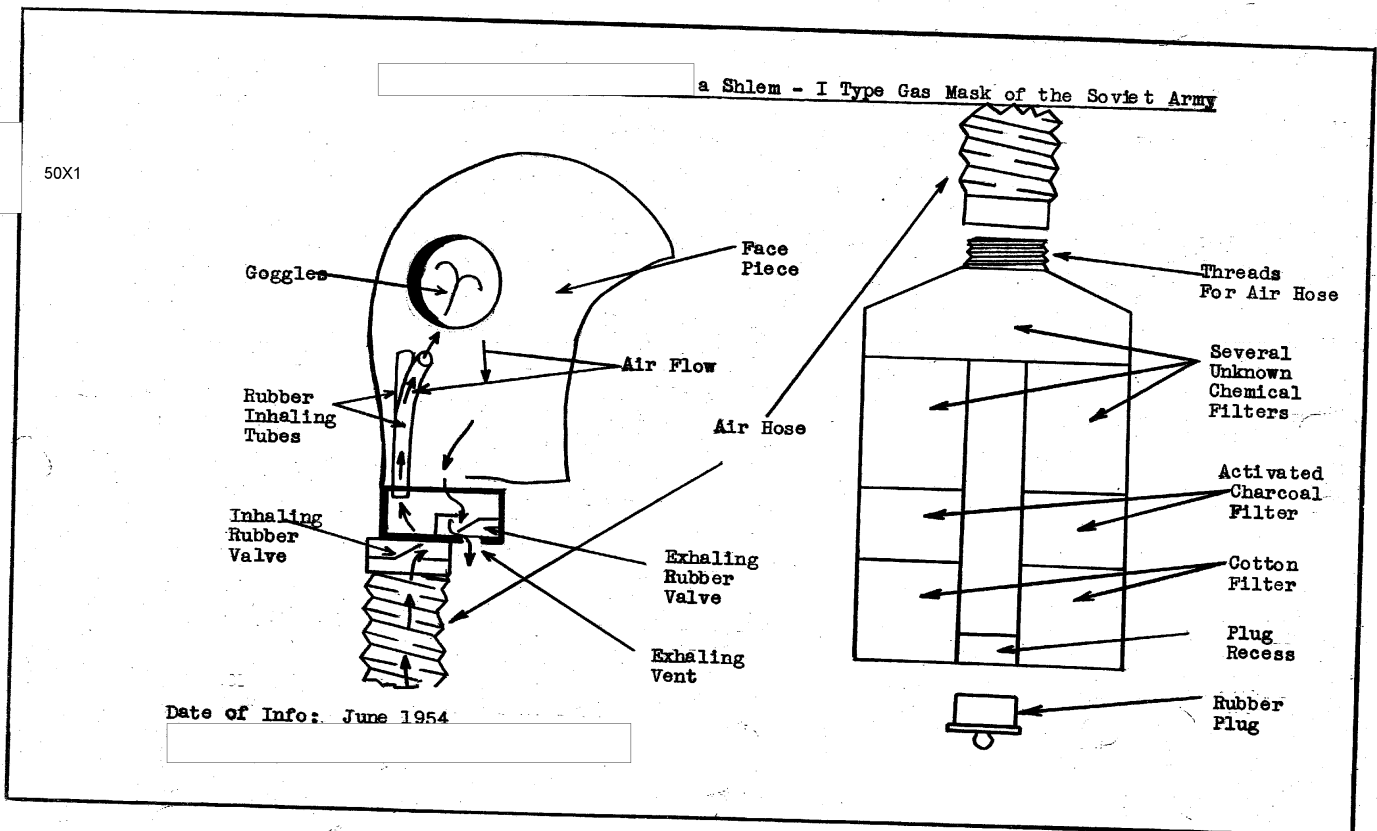 a Shlem - I Type Gas Mask of the Soviet Army
50X1
Goggles
Face
Piece
Threads
For Air Hose
Air Flow
Several
Unknown
Chemical
Filters
Rubber
Inhaling
Tubes
Air Hose
Activated
Charcoal
Filter
Inhaling
Rubber
Valve
Exhaling
Rubber
Valve
Cotton
Filter
Exhaling
Vent
Plug
Recess
Rubber
Plug
Date of Info: June 1954